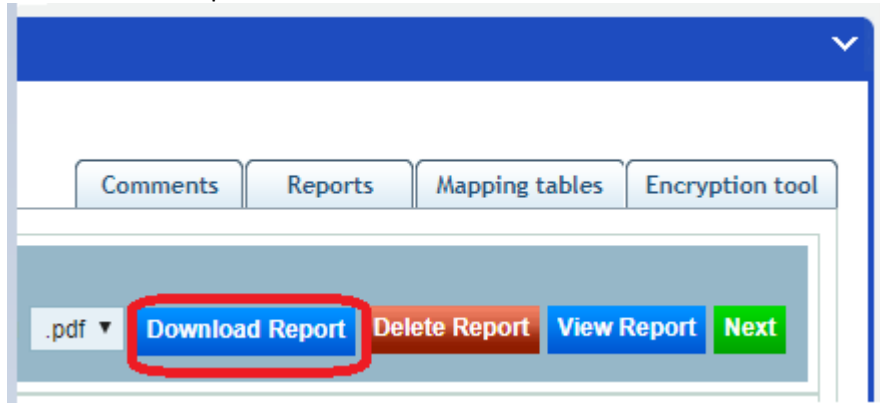 Comments Reports Mapping tables Encryption tool
.pdf Download Report Delete Report View Report Next